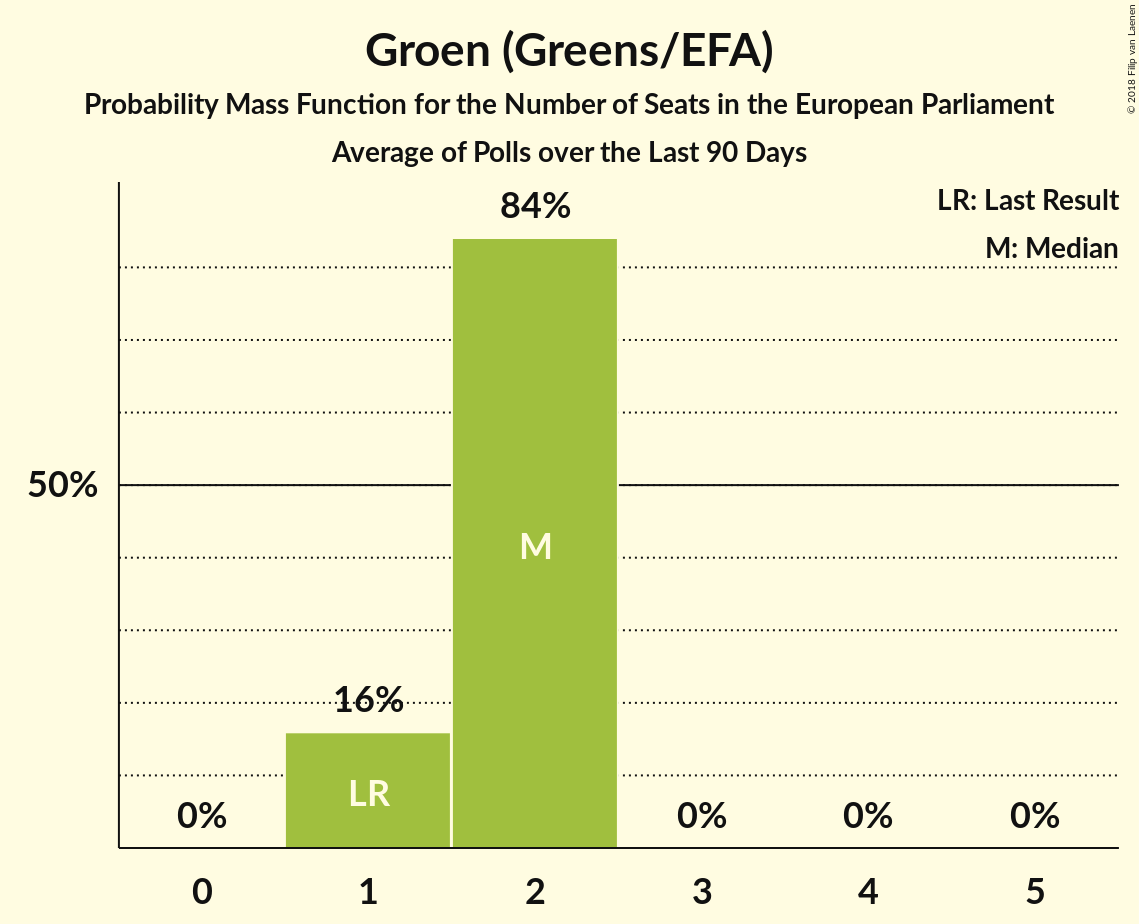 Groen (Greens/EFA)
Probability Mass Function for the Number of Seats in the European Parliament
Average of Polls over the Last 90 Days
© 2018 Filip van Laenen
LR: Last Result
M: Median
84%
50%
M
16%
LR
0%
0%
0%
0%
0
1
2
3
4
5